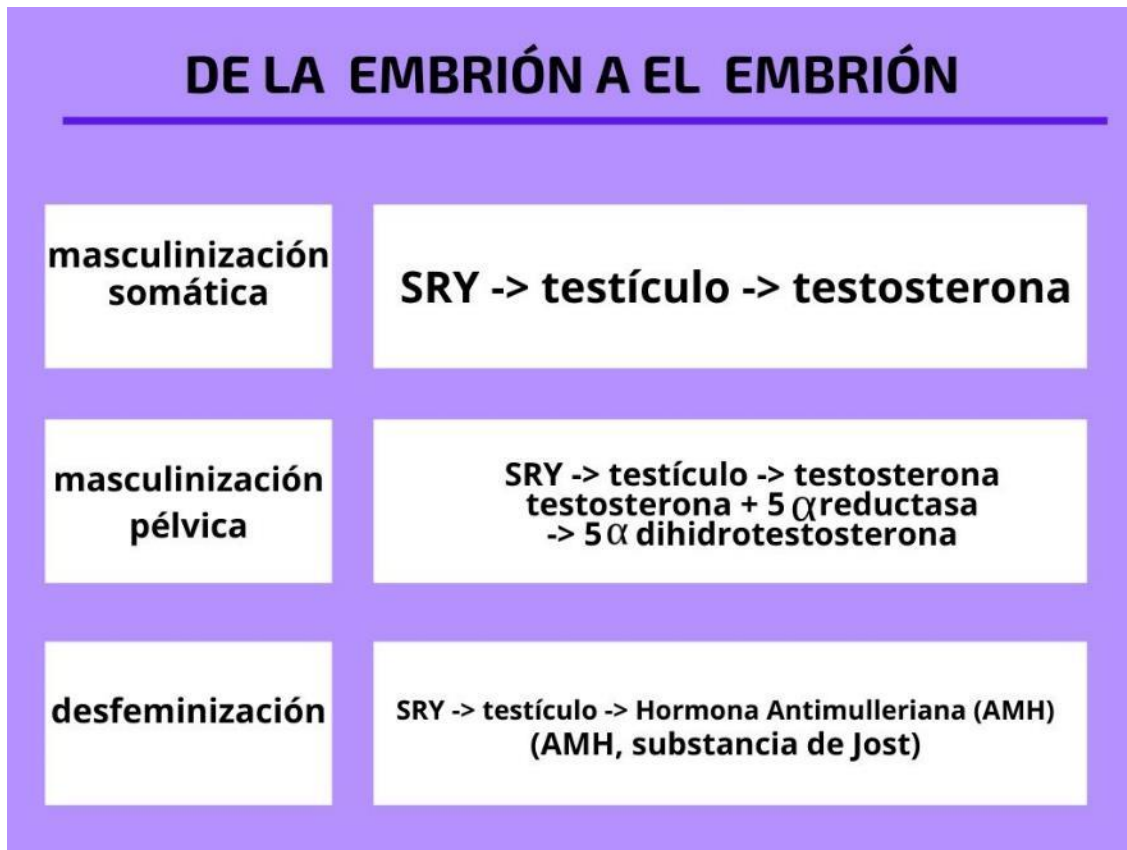 DE LA EMBRIÓN A EL EMBRIÓN
masculinización
somática
SRY -> testículo -> testosterona
masculinización
pélvica
SRY -> testículo -> testosterona
testosterona + 5 α reductasa
-> 5 α dihidrotestosterona
desfeminización
SRY -> testículo -> Hormona Antimulleriana (AMH)
(AMH, substancia de Jost)